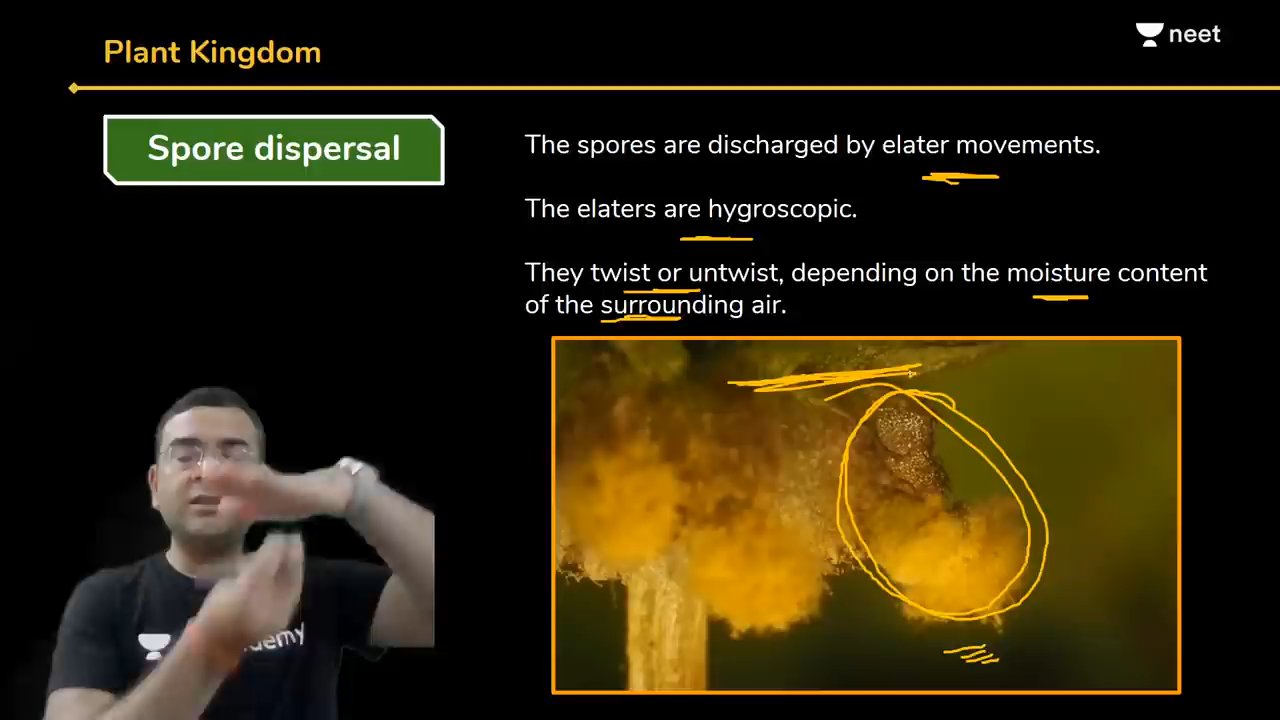 Plant Kingdom
neet
Spore dispersal
The spores are discharged by elater movements.
The elaters are hygroscopic.
They twist or untwist, depending on the moisture content
of the surrounding air.